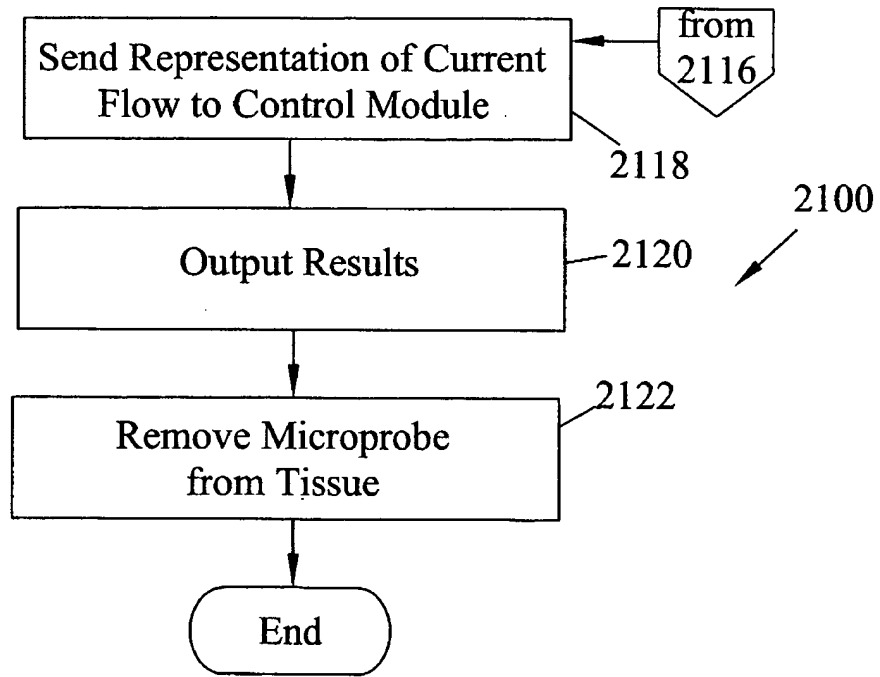 from
2116
Send Representation of Current
Flow to Control Module
2118
2100
Output Results
2120
2122
Remove Microprobe
from Tissue
End